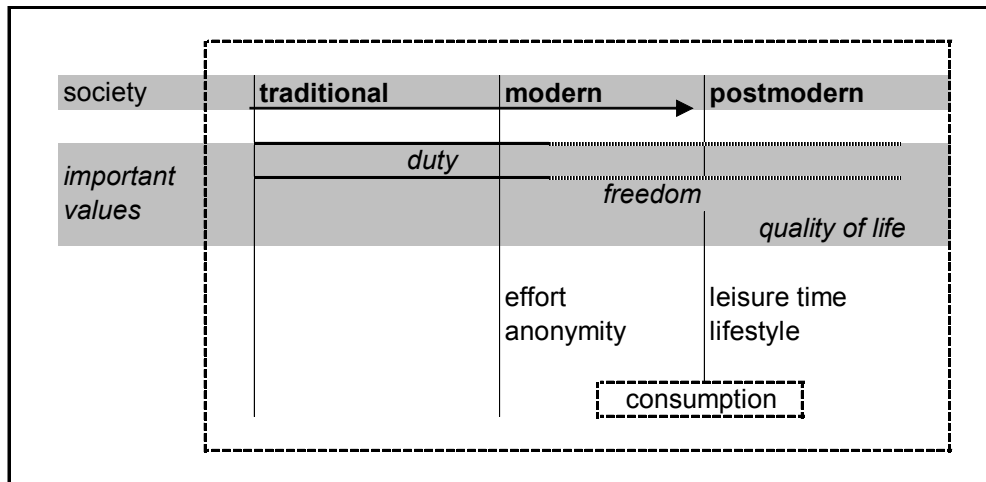 society traditional modern postmodern
duty
important
values
freedom
quality of life
effort leisure time
anonymity lifestyle
consumption